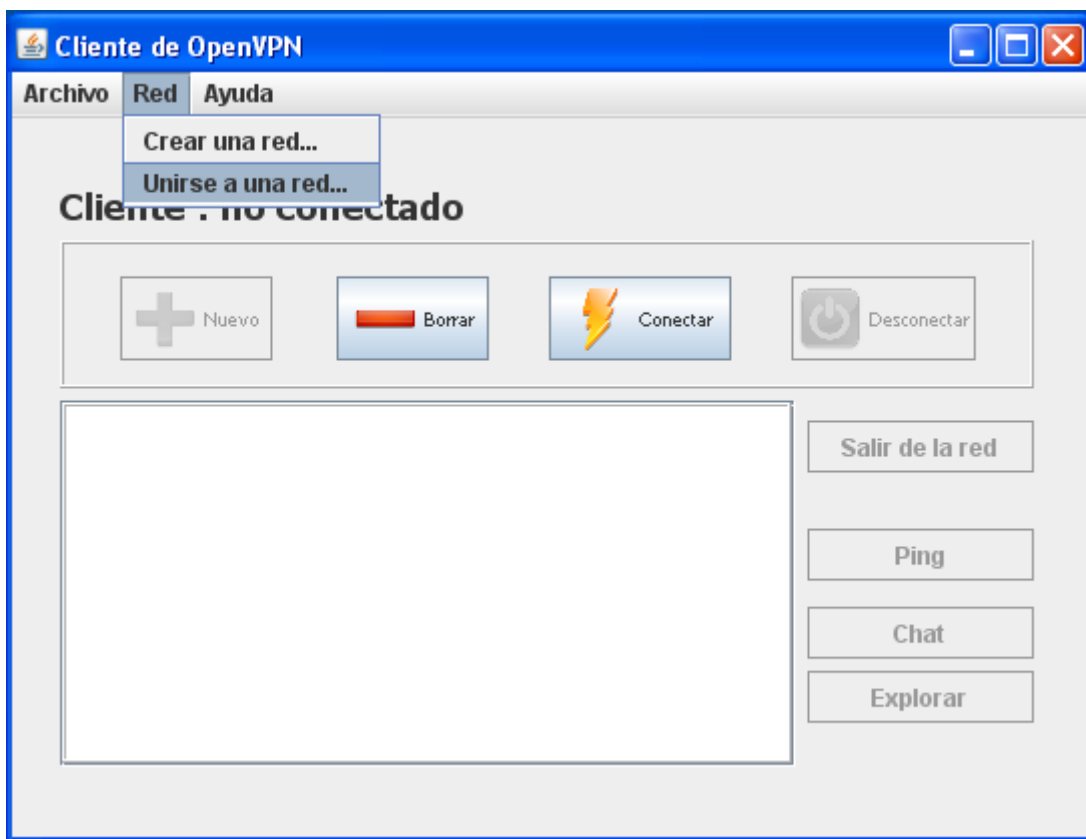 Cliente de OpenVPN
Archivo Red Ayuda
Crear una red...
Unirse a una red...
Cliente : no conectado
Nuevo Borrar Conectar Desconectar
Salir de la red
Ping
Chat
Explorar